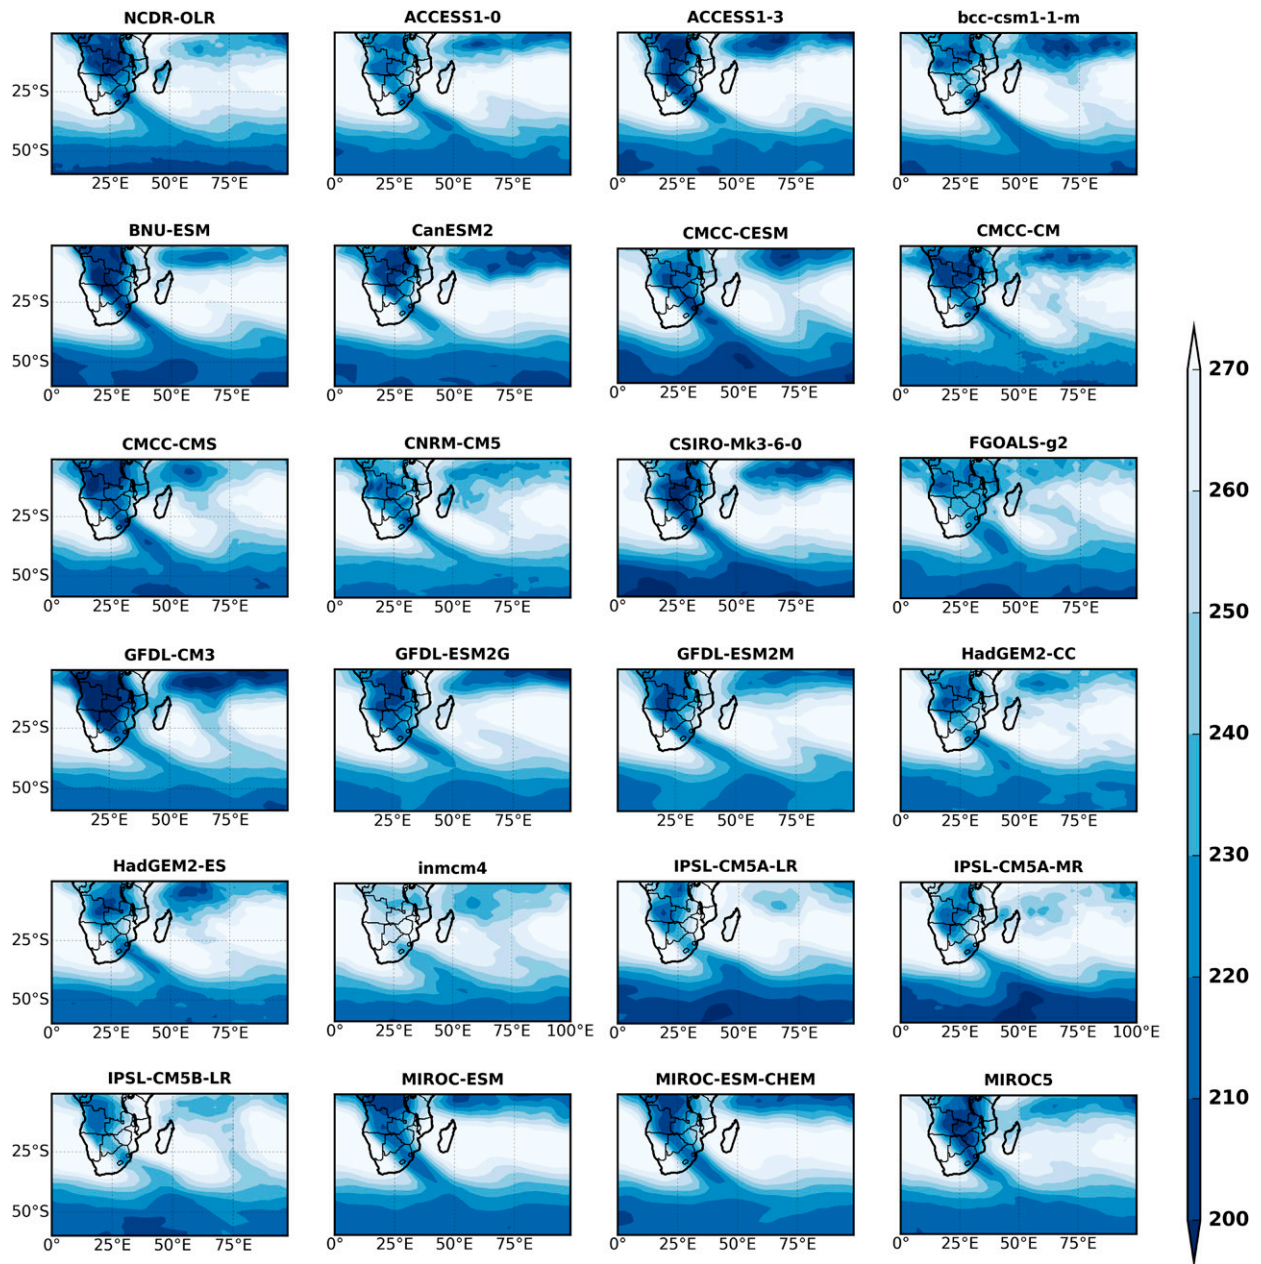 NCDR-OLR ACCESS1-0 ACCESS1-3 bcc-csm1-1-m
25°S
50°S
25°E 50°E 75°E 0° 25°E 50°E 75°E 0° 25°E 50°E 75°E 0° 25°E 50°E 75°E
BNU-ESM CanESM2 CMCC-CESM CMCC-CM
25°S
50°S
0° 25°E 50°E 75°E 0° 25°E 50°E 75°E 0° 25°E 50°E 75°E 0° 25°E 50°E 75°E
270
CMCC-CMS CNRM-CM5 CSIRO-Mk3-6-0 FGOALS-g2
260
25°S
50°S
0° 25°E 50°E 75°E 0° 25°E 50°E 75°E 0° 25°E 50°E 75°E 0° 25°E 50°E 75°E
250
GFDL-CM3 GFDL-ESM2G GFDL-ESM2M HadGEM2-CC
25°S
240
50°S
25°E 50°E 75°E 25°E 50°E 75°E 0° 25°E 50°E 75°E 0° 25°E 50°E 75°E 100°E
230
HadGEM2-ES inmcm4 IPSL-CM5A-LR IPSL-CM5A-MR
25°S
220
50°S
0° 25°E 50°E 75°E 0° 25°E 50°E 75°E 100°E 0° 25°E 50°E 75°E 0° 25°E 50°E 75°E 100°E
IPSL-CM5B-LR MIROC-ESM MIROC-ESM-CHEM MIROC5
210
25°S
50°S
200
0° 25°E 50°E 75°E 0° 25°E 50°E 75°E 0° 25°E 50°E 75°E 0° 25°E 50°E 75°E